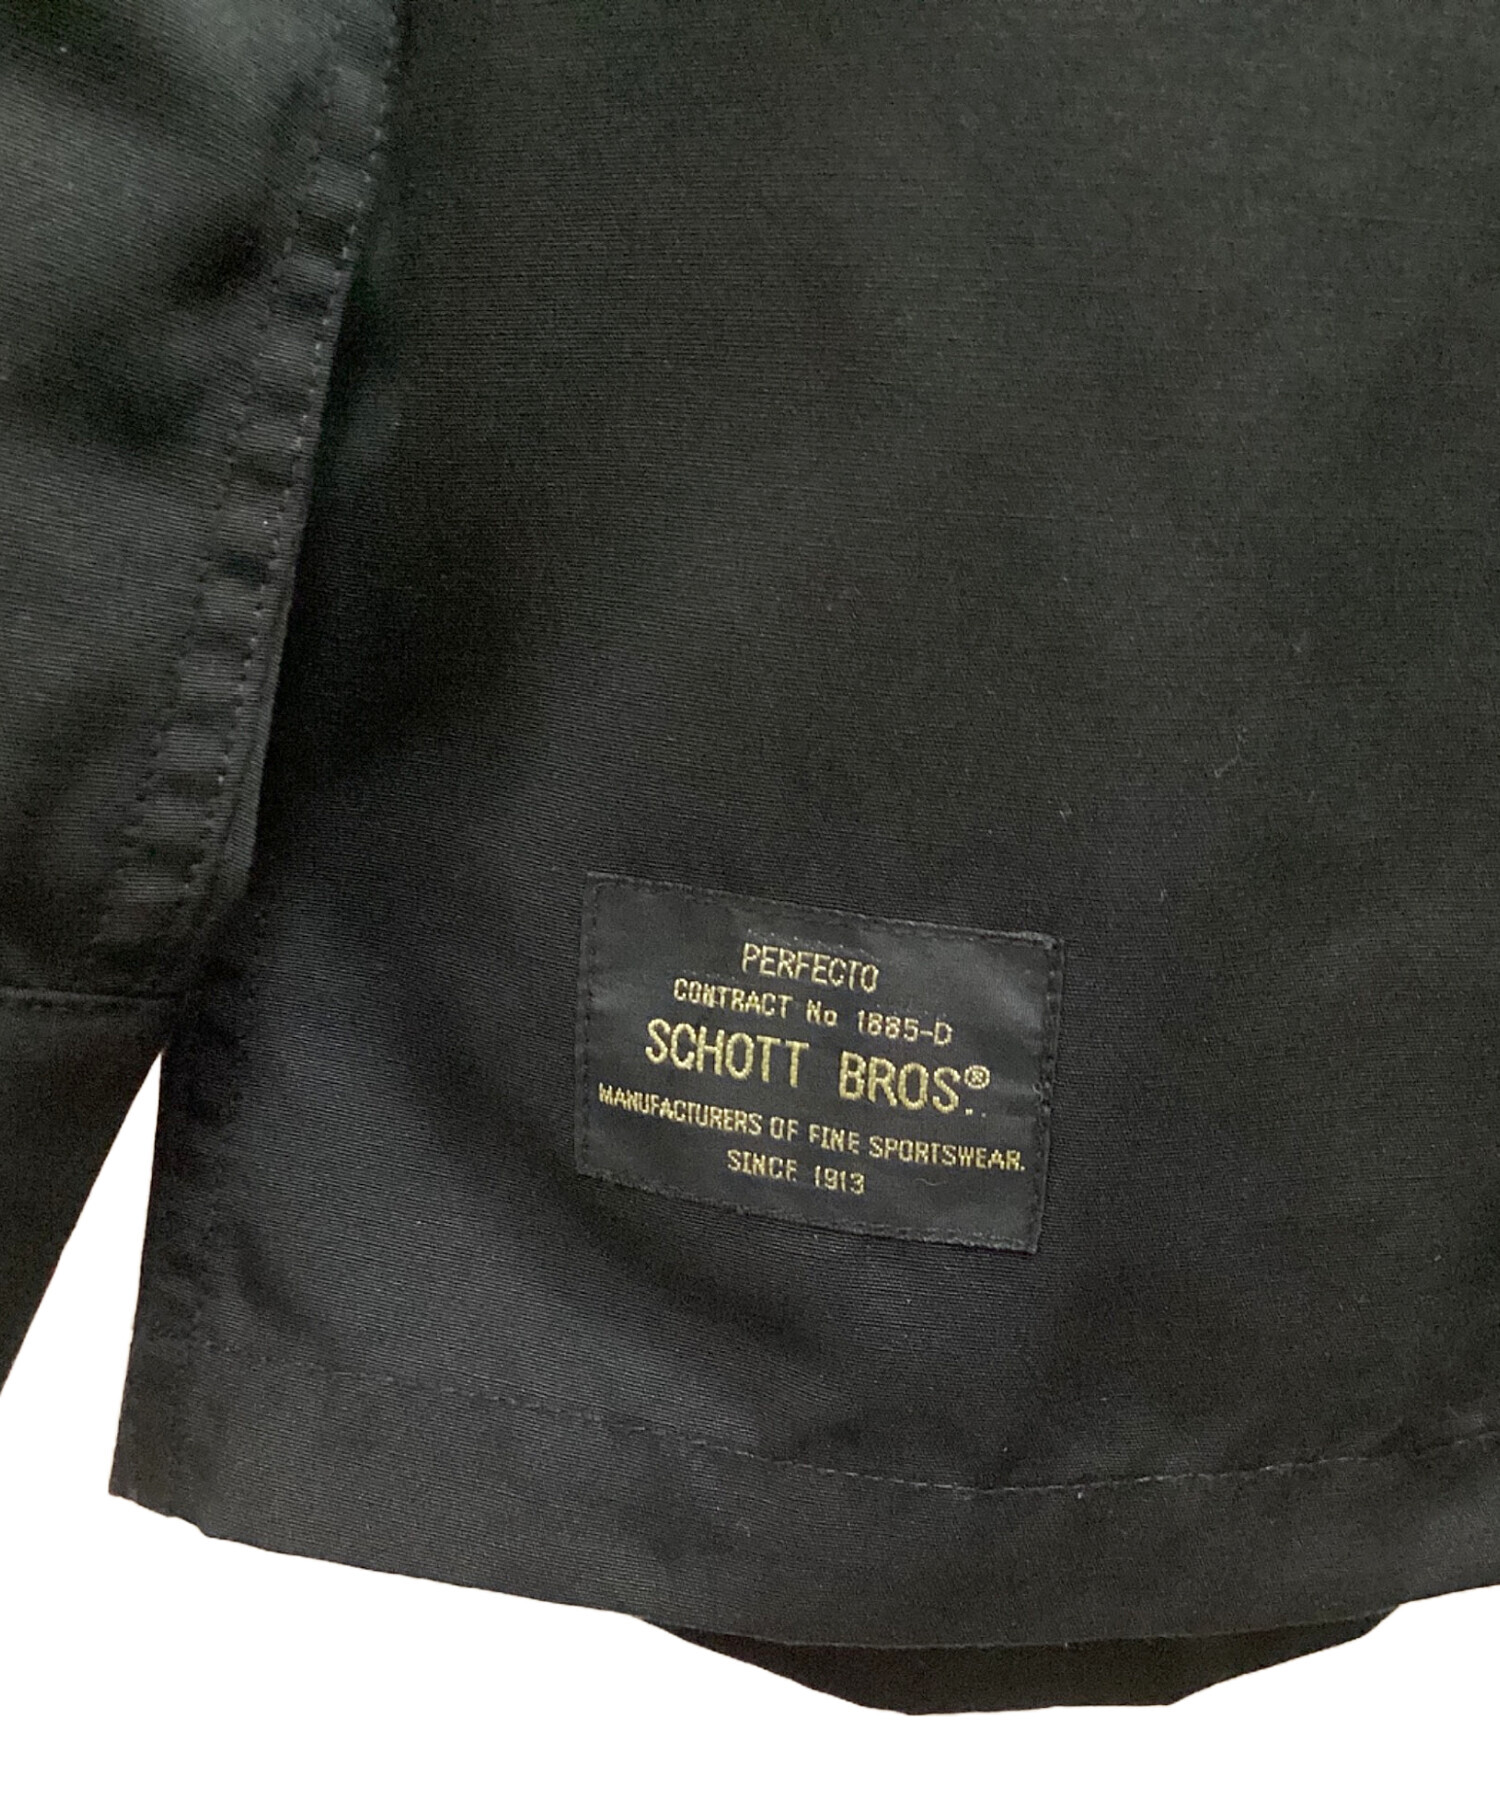 PERFECTO
CONTRACT No 1885-D
SCHOTT BROS.®
MANUFACTURERS OF FINE SPORTSWEAR.
SINCE 1913